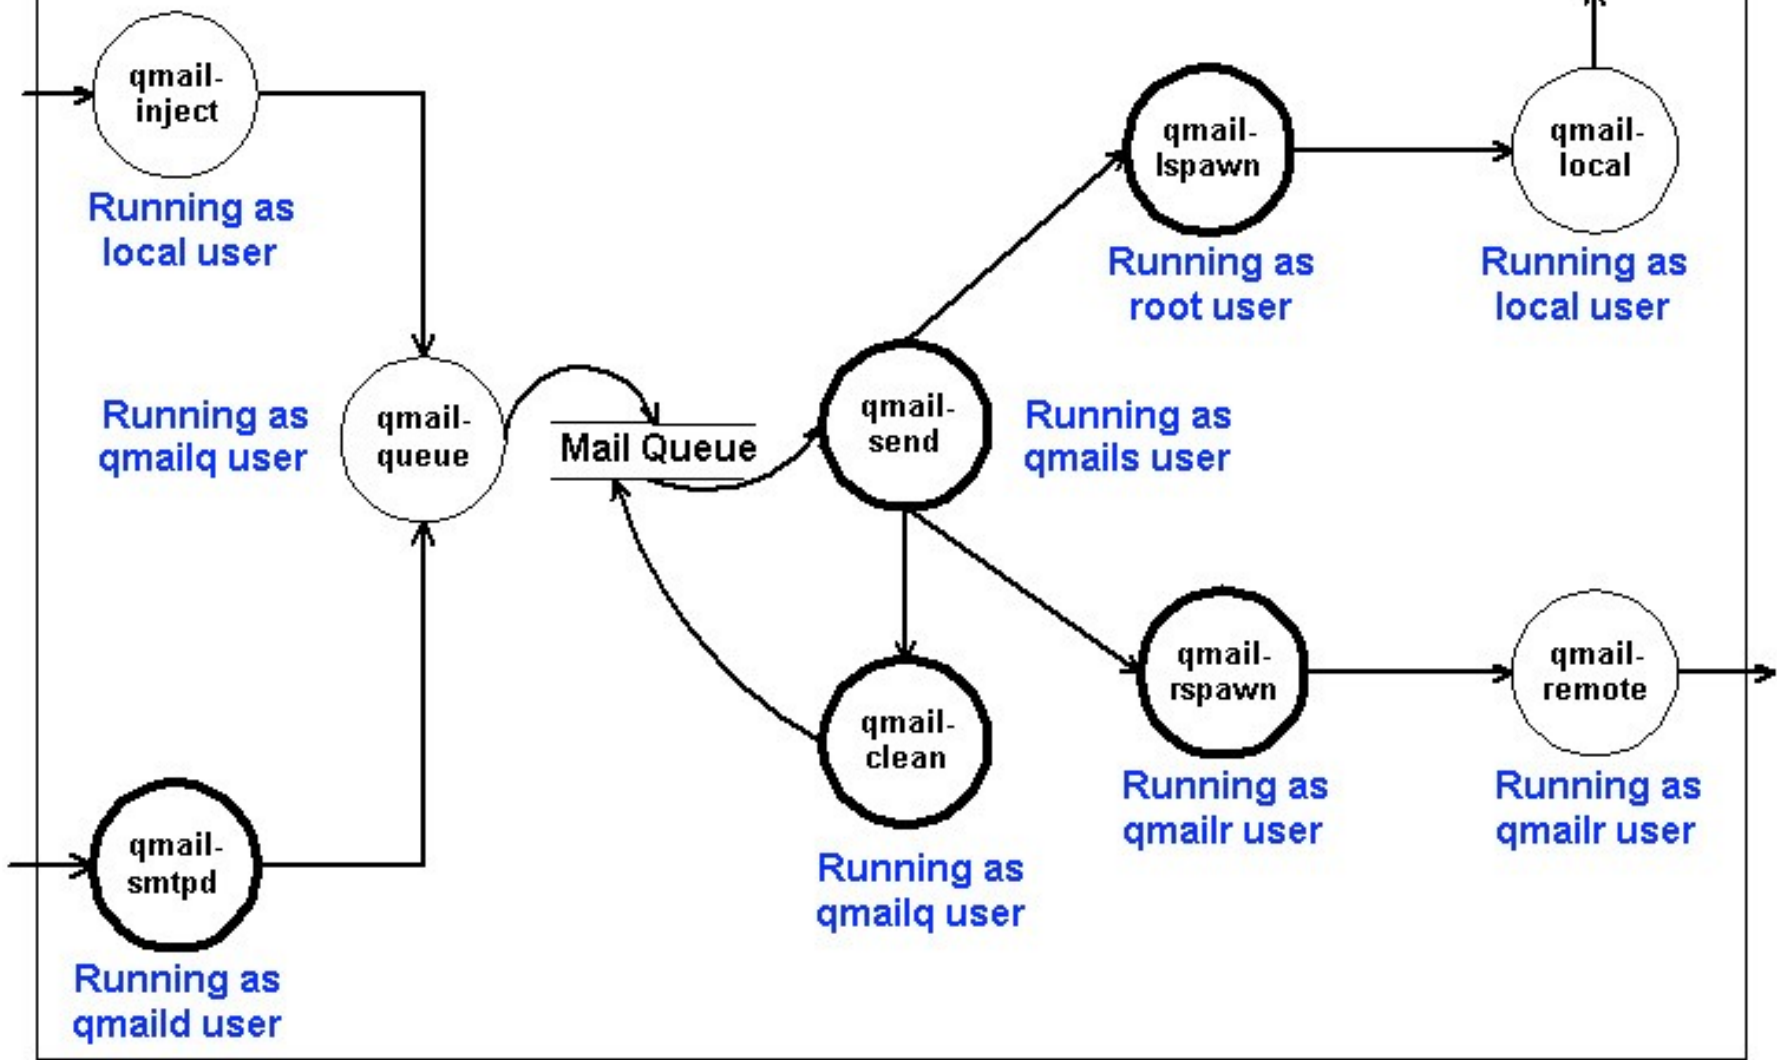 qmail-
inject
Running as
local user
qmail-
lspawn
Running as
root user
qmail-
local
Running as
local user
Running as
qmailq user
qmail-
queue
Mail Queue
qmail-
send
Running as
qmails user
qmail-
clean
Running as
qmailq user
qmail-
rspawn
Running as
qmailr user
qmail-
remote
Running as
qmailr user
qmail-
smtpd
Running as
qmaild user